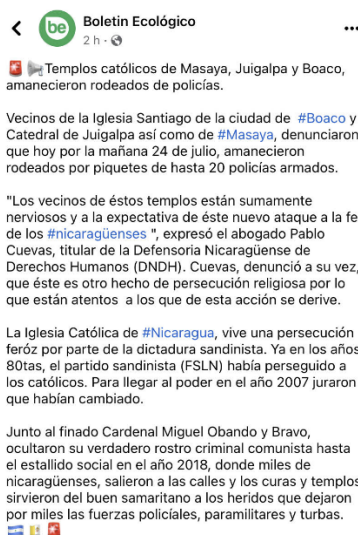 be
Boletin Ecológico
2 h ·
Templos católicos de Masaya, Juigalpa y Boaco,
amanecieron rodeados de policías.
Vecinos de la Iglesia Santiago de la ciudad de #Boaco y
Catedral de Juigalpa así como de #Masaya, denunciaron
que hoy por la mañana 24 de julio, amanecieron
rodeados por piquetes de hasta 20 policías armados.
"Los vecinos de éstos templos están sumamente
nerviosos y a la expectativa de éste nuevo ataque a la fe
de los #nicaragüenses ", expresó el abogado Pablo
Cuevas, titular de la Defensoria Nicaragüense de
Derechos Humanos (DNDH). Cuevas, denunció a su vez,
que éste es otro hecho de persecución religiosa por lo
que están atentos a los que de esta acción se derive.
La Iglesia Católica de #Nicaragua, vive una persecución
feróz por parte de la dictadura sandinista. Ya en los años
80tas, el partido sandinista (FSLN) había perseguido a
los católicos. Para llegar al poder en el año 2007 juraron
que habían cambiado.
Junto al finado Cardenal Miguel Obando y Bravo,
ocultaron su verdadero rostro criminal comunista hasta
el estallido social en el año 2018, donde miles de
nicaragüenses, salieron a las calles y los curas y templos
sirvieron del buen samaritano a los heridos que dejaron
por miles las fuerzas policíales, paramilitares y turbas.